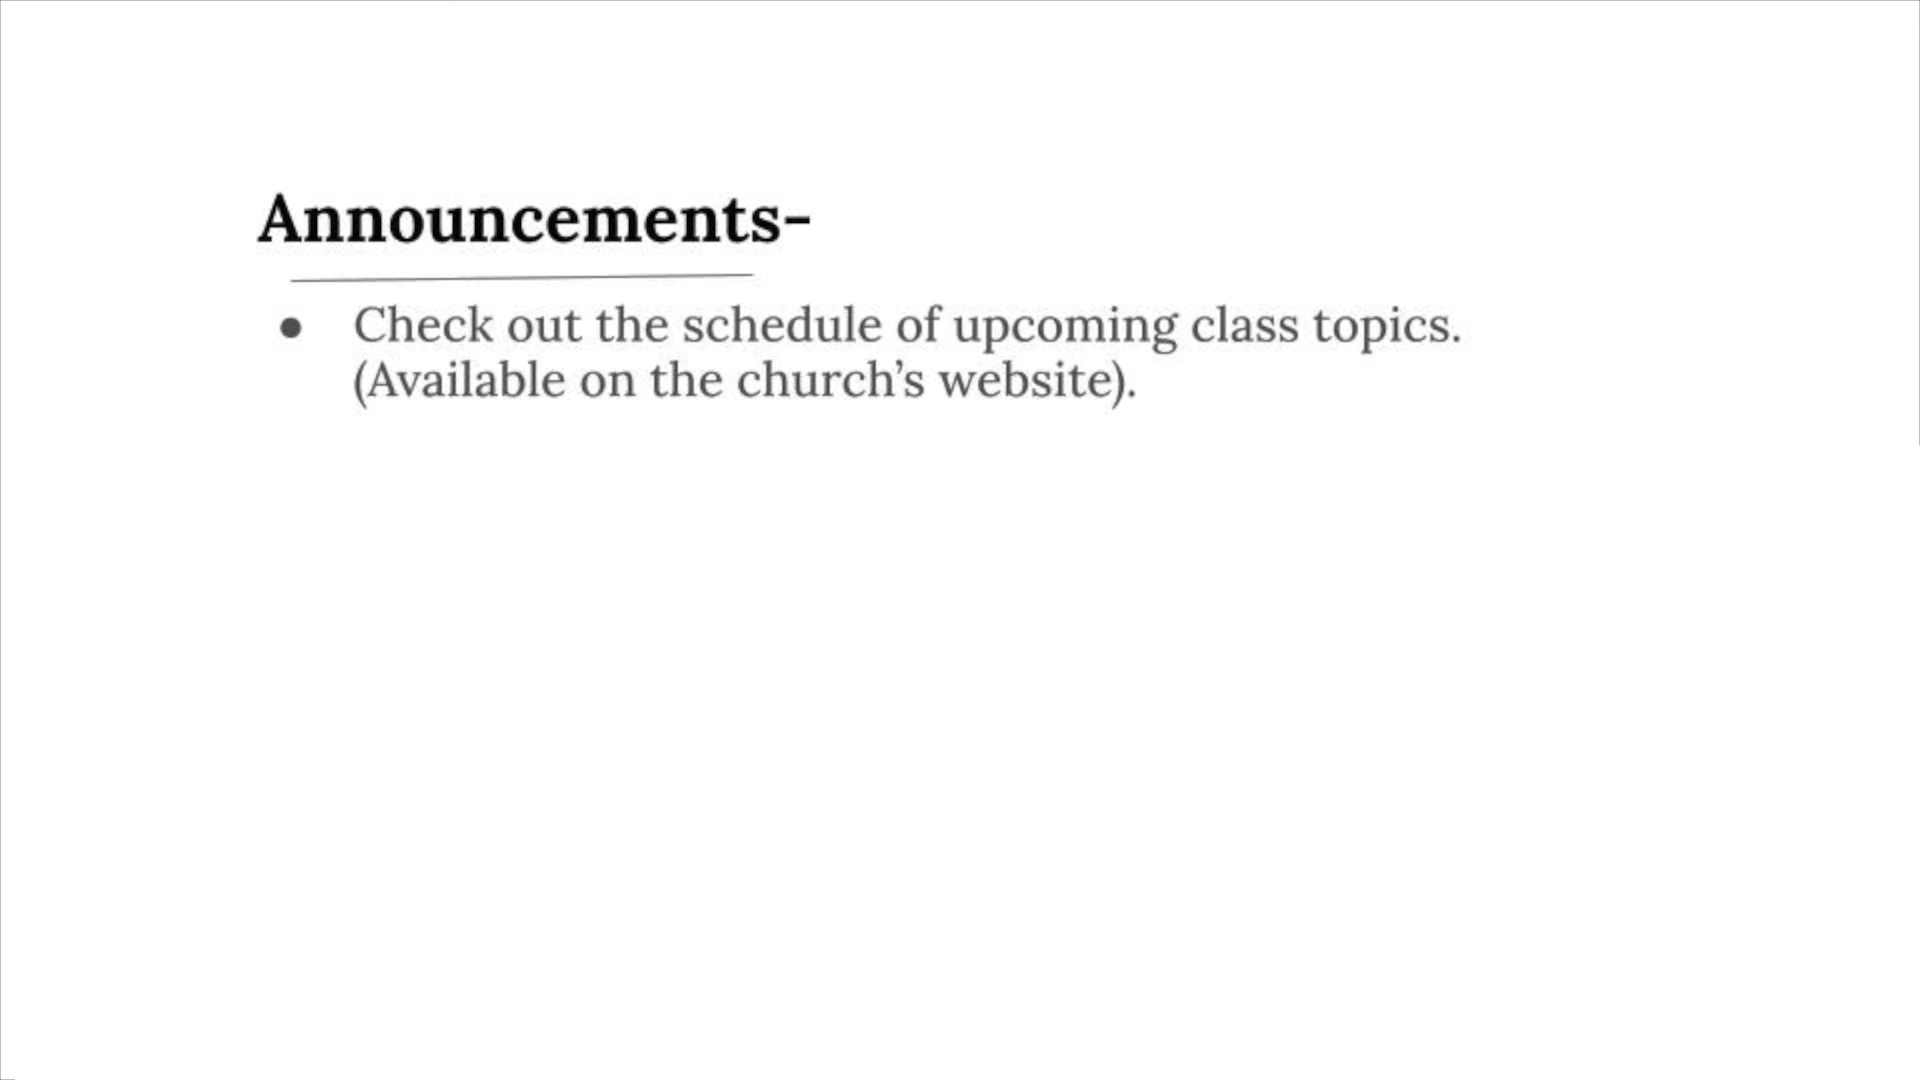 Announcements-
● Check out the schedule of upcoming class topics.
(Available on the church’s website).